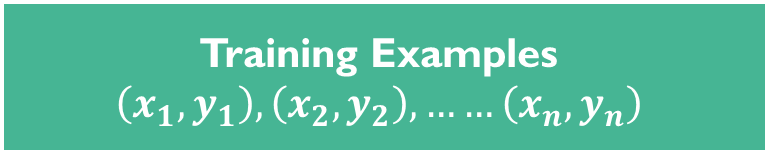 Training Examples
(x₁, y₁), (x₂, y₂), … … (xₙ, yₙ)